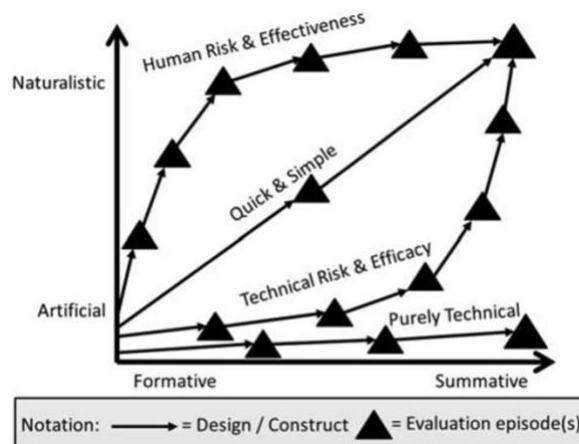 Human Risk & Effectiveness
Naturalistic
Quick & Simple
Technical Risk & Efficacy
Artificial
Purely Technical
Formative
Summative
Notation: = Design / Construct = Evaluation episode(s)